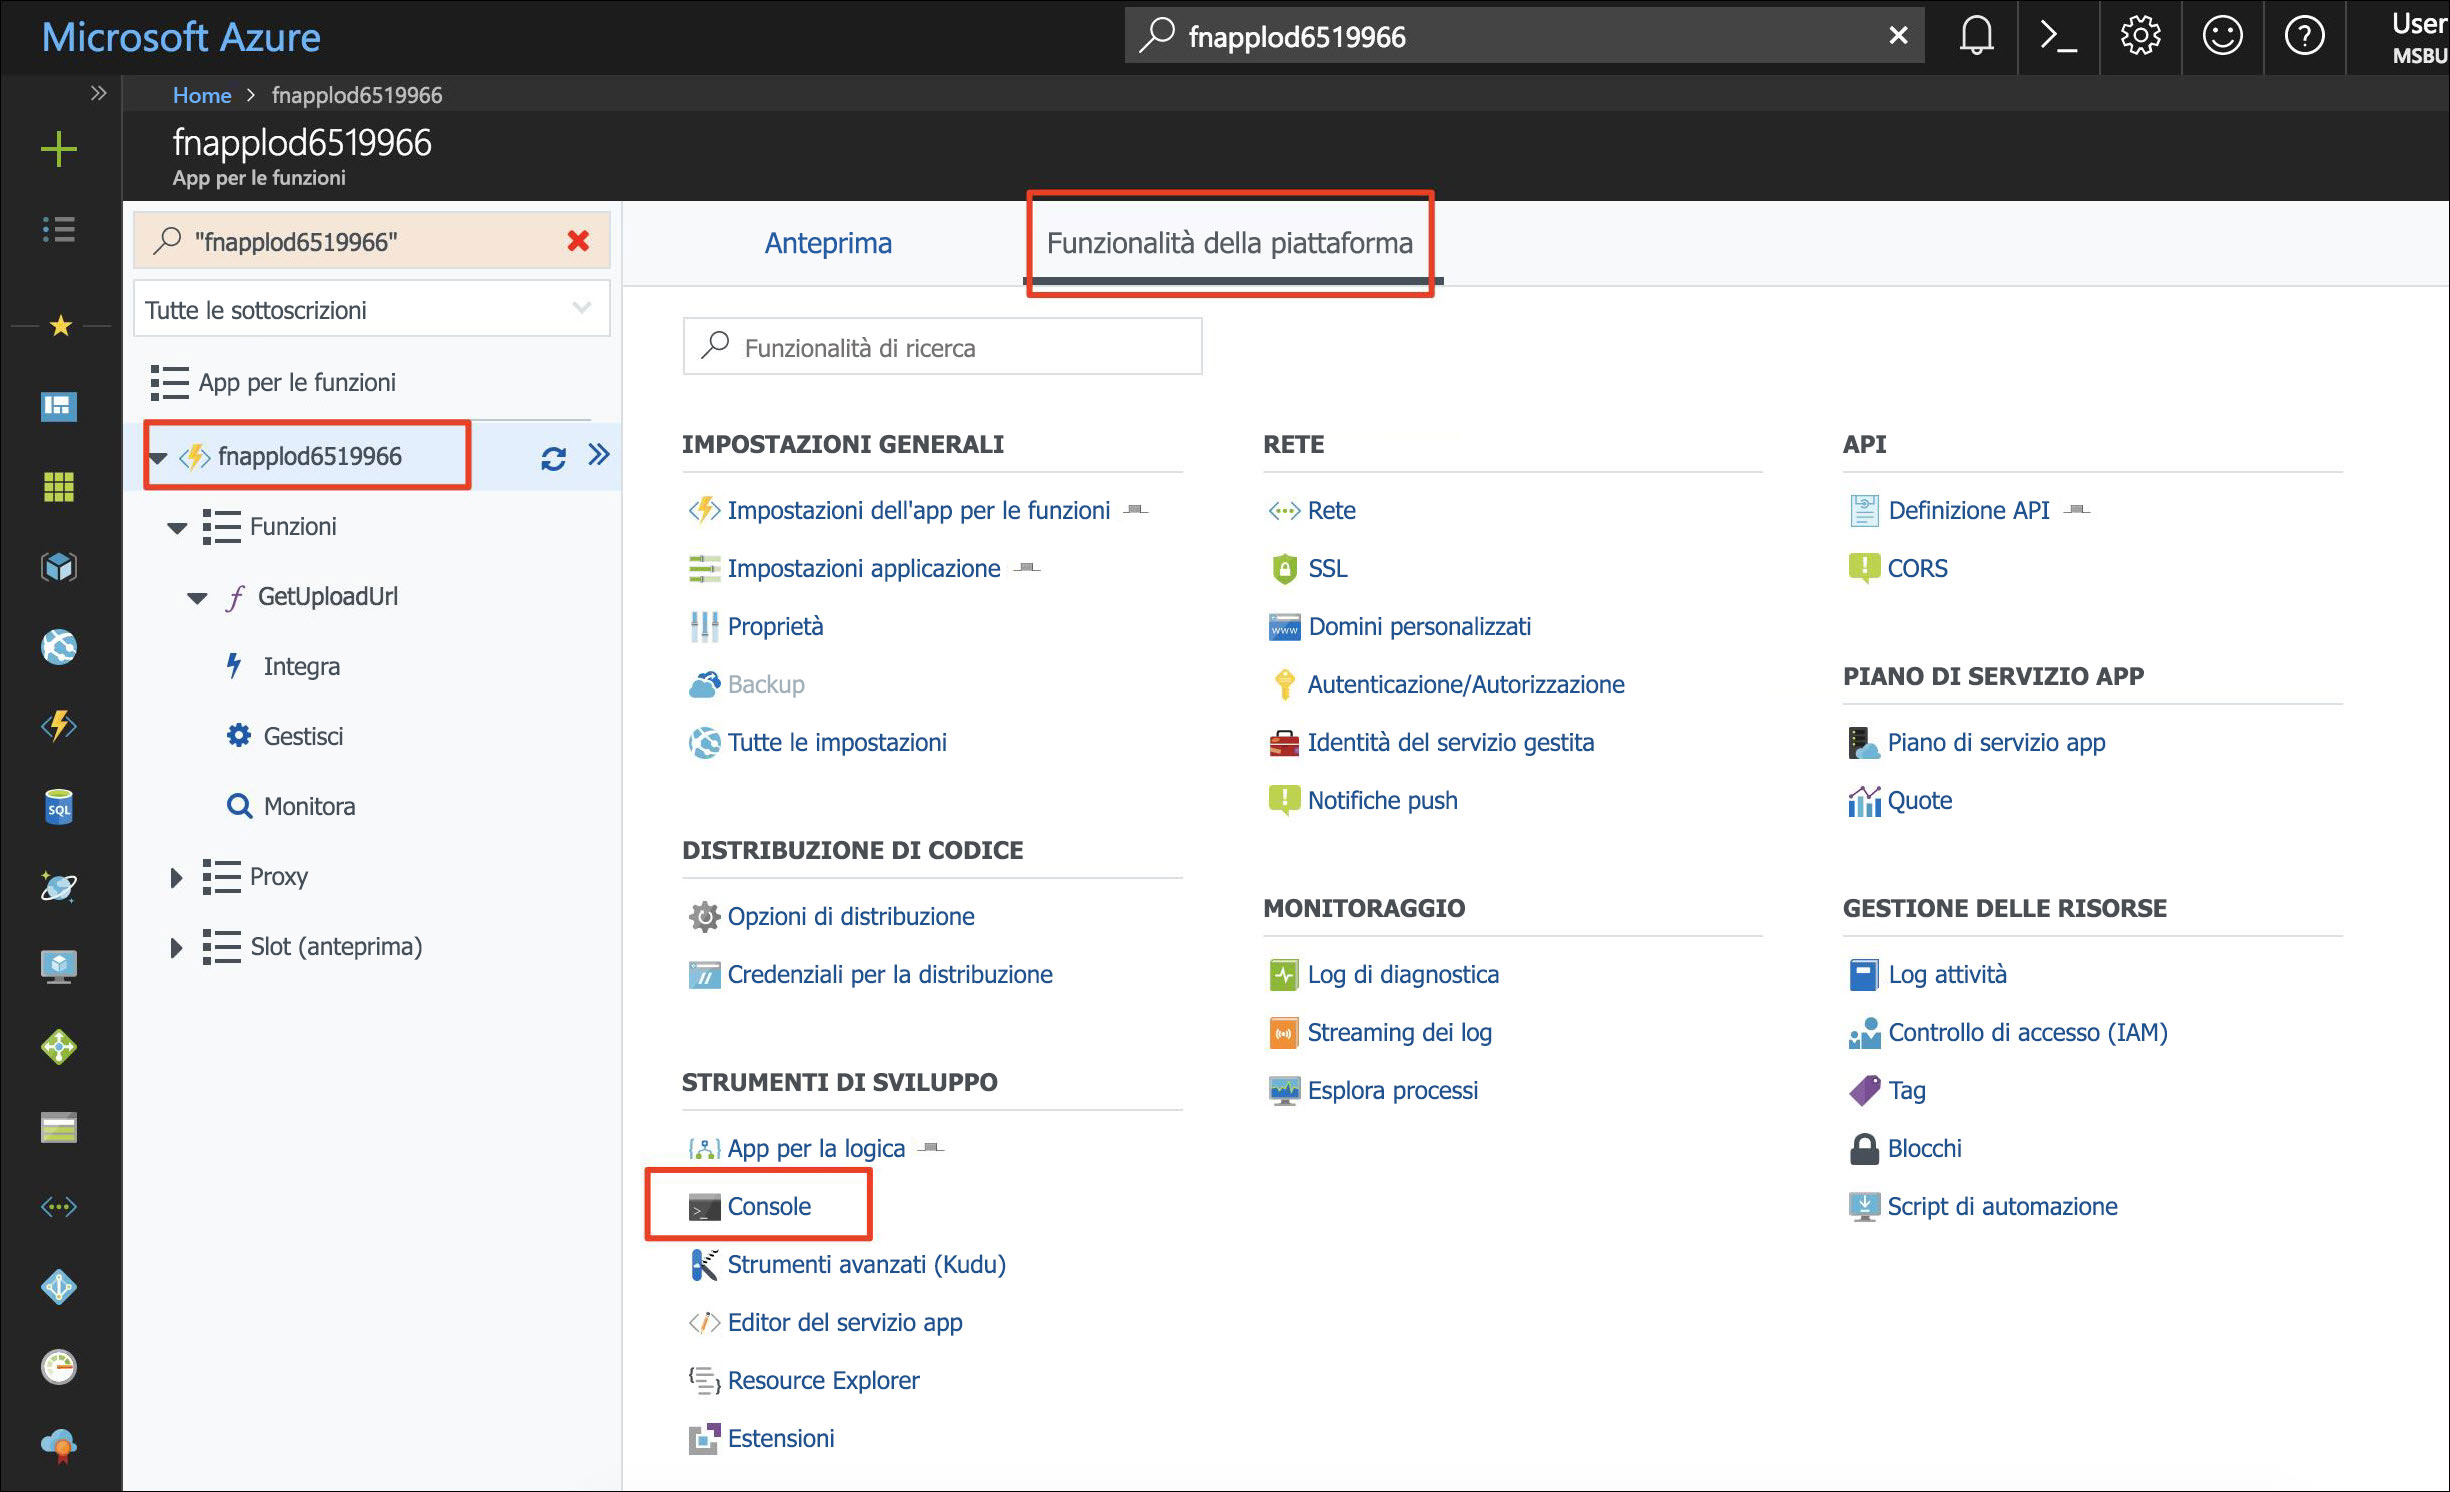 Microsoft Azure
fnapplod6519966
User
MSBU
Home > fnapplod6519966
fnapplod6519966
App per le funzioni
"fnapplod6519966"
Tutte le sottoscrizioni
App per le funzioni
fnapplod6519966
Funzioni
GetUploadUrl
Integra
Gestisci
Monitora
Proxy
Slot (anteprima)
Anteprima
Funzionalità della piattaforma
Funzionalità di ricerca
IMPOSTAZIONI GENERALI
Impostazioni dell'app per le funzioni
Impostazioni applicazione
Proprietà
Backup
Tutte le impostazioni
DISTRIBUZIONE DI CODICE
Opzioni di distribuzione
Credenziali per la distribuzione
STRUMENTI DI SVILUPPO
App per la logica
Console
Strumenti avanzati (Kudu)
Editor del servizio app
Resource Explorer
Estensioni
RETE
Rete
SSL
www
Domini personalizzati
Autenticazione/Autorizzazione
Identità del servizio gestita
Notifiche push
MONITORAGGIO
Log di diagnostica
Streaming dei log
Esplora processi
API
Definizione API
CORS
PIANO DI SERVIZIO APP
Piano di servizio app
Quote
GESTIONE DELLE RISORSE
Log attività
Controllo di accesso (IAM)
Tag
Blocchi
Script di automazione
SQL